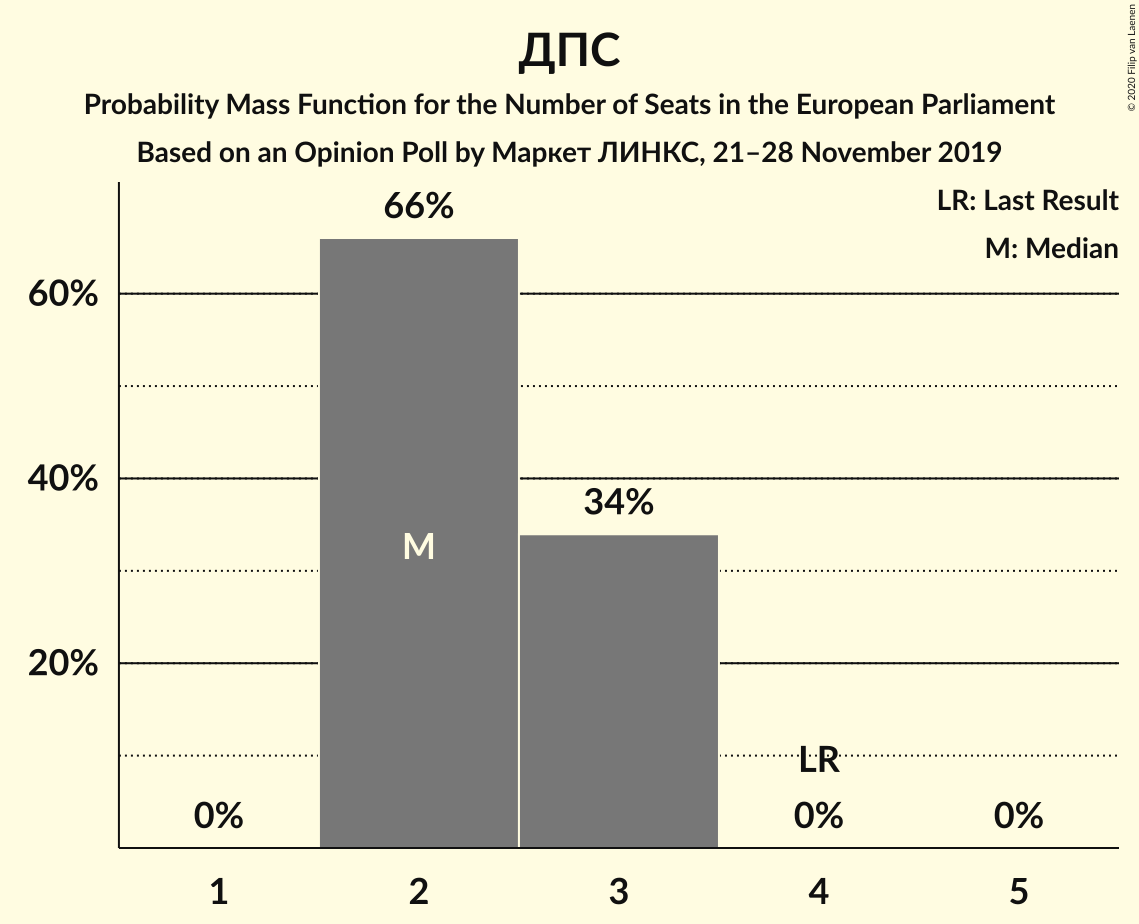 ДПС
Probability Mass Function for the Number of Seats in the European Parliament
Based on an Opinion Poll by Маркет ЛИНКС, 21–28 November 2019
© 2020 Filip van Laenen
LR: Last Result
M: Median
66%
60%
40%
34%
M
20%
LR
0%
0%
0%
1
2
3
4
5